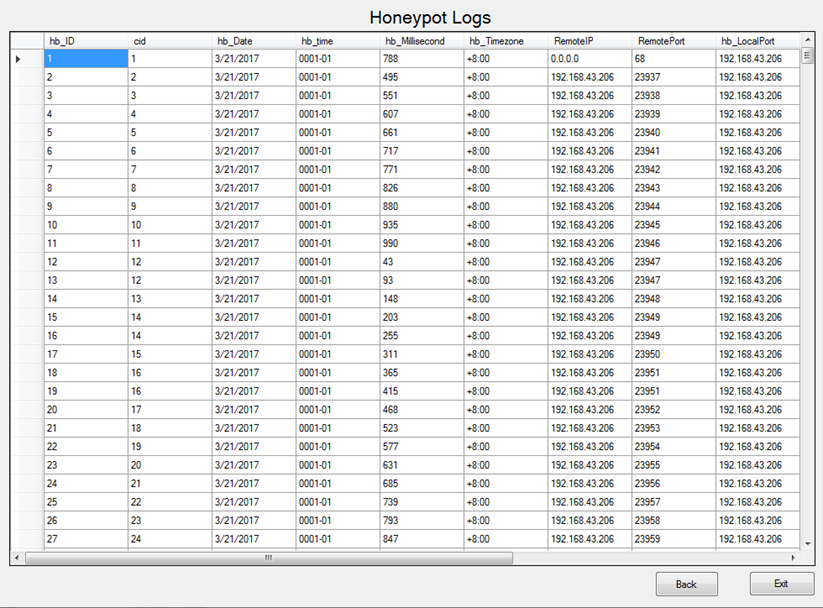 Honeypot Logs
hb_ID cid hb_Date hb_time hb_Millisecond hb_Timezone RemoteIP RemotePort hb_LocalPort
1 1 3/21/2017 0001-01 788 +8:00 0.0.0.0 68 192.168.43.206
2 2 3/21/2017 0001-01 495 +8:00 192.168.43.206 23937 192.168.43.206
3 3 3/21/2017 0001-01 551 +8:00 192.168.43.206 23938 192.168.43.206
4 4 3/21/2017 0001-01 607 +8:00 192.168.43.206 23939 192.168.43.206
5 5 3/21/2017 0001-01 661 +8:00 192.168.43.206 23940 192.168.43.206
6 6 3/21/2017 0001-01 717 +8:00 192.168.43.206 23941 192.168.43.206
7 7 3/21/2017 0001-01 771 +8:00 192.168.43.206 23942 192.168.43.206
8 8 3/21/2017 0001-01 826 +8:00 192.168.43.206 23943 192.168.43.206
9 9 3/21/2017 0001-01 880 +8:00 192.168.43.206 23944 192.168.43.206
10 10 3/21/2017 0001-01 935 +8:00 192.168.43.206 23945 192.168.43.206
11 11 3/21/2017 0001-01 990 +8:00 192.168.43.206 23946 192.168.43.206
12 12 3/21/2017 0001-01 43 +8:00 192.168.43.206 23947 192.168.43.206
13 12 3/21/2017 0001-01 93 +8:00 192.168.43.206 23947 192.168.43.206
14 13 3/21/2017 0001-01 148 +8:00 192.168.43.206 23948 192.168.43.206
15 14 3/21/2017 0001-01 203 +8:00 192.168.43.206 23949 192.168.43.206
16 14 3/21/2017 0001-01 255 +8:00 192.168.43.206 23949 192.168.43.206
17 15 3/21/2017 0001-01 311 +8:00 192.168.43.206 23950 192.168.43.206
18 16 3/21/2017 0001-01 365 +8:00 192.168.43.206 23951 192.168.43.206
19 16 3/21/2017 0001-01 415 +8:00 192.168.43.206 23951 192.168.43.206
20 17 3/21/2017 0001-01 468 +8:00 192.168.43.206 23952 192.168.43.206
21 18 3/21/2017 0001-01 523 +8:00 192.168.43.206 23953 192.168.43.206
22 19 3/21/2017 0001-01 577 +8:00 192.168.43.206 23954 192.168.43.206
23 20 3/21/2017 0001-01 631 +8:00 192.168.43.206 23955 192.168.43.206
24 21 3/21/2017 0001-01 685 +8:00 192.168.43.206 23956 192.168.43.206
25 22 3/21/2017 0001-01 739 +8:00 192.168.43.206 23957 192.168.43.206
26 23 3/21/2017 0001-01 793 +8:00 192.168.43.206 23958 192.168.43.206
27 24 3/21/2017 0001-01 847 +8:00 192.168.43.206 23959 192.168.43.206
Back Exit